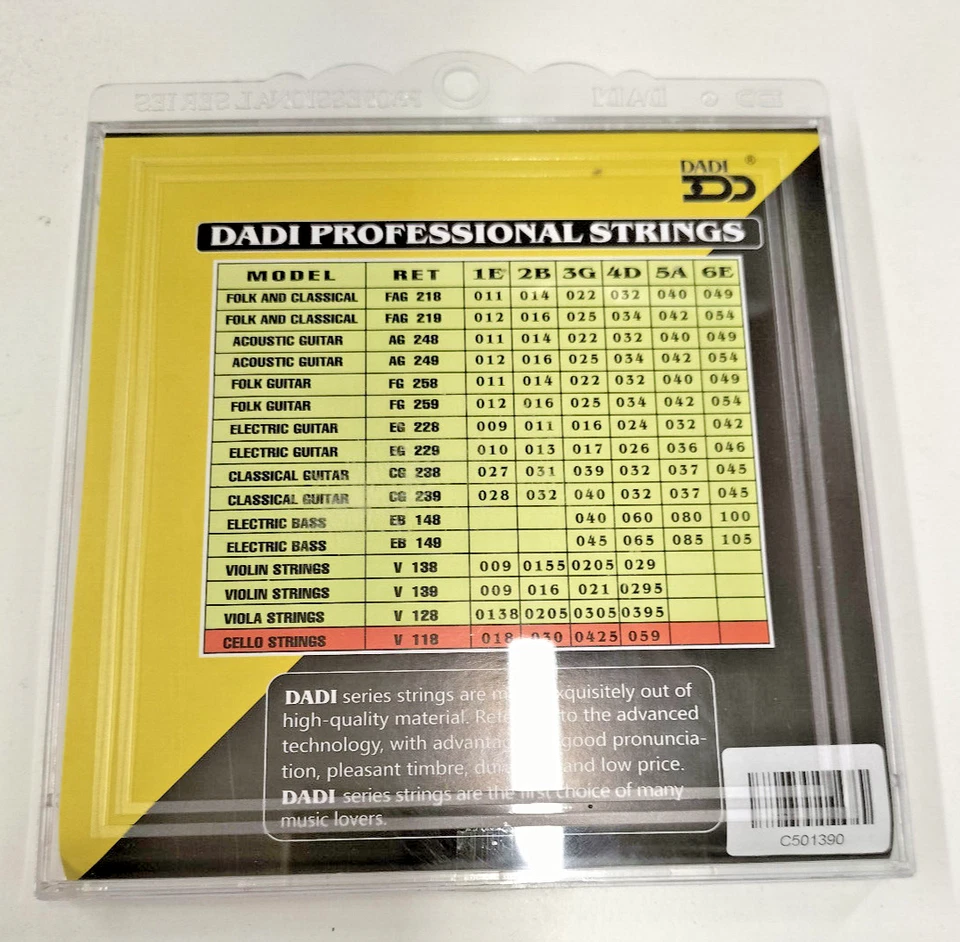 PROFESSIONAL SERIES DADI
DADI ®
DADI PROFESSIONAL STRINGS
MODEL RET 1E 2B 3G 4D 5A 6E
FOLK AND CLASSICAL FAG 218 011 014 022 032 040 049
FOLK AND CLASSICAL FAG 219 012 016 025 034 042 054
ACOUSTIC GUITAR AG 248 011 014 022 032 040 049
ACOUSTIC GUITAR AG 249 012 016 025 034 042 054
FOLK GUITAR FG 258 011 014 022 032 040 049
FOLK GUITAR FG 259 012 016 025 034 042 054
ELECTRIC GUITAR EG 228 009 011 016 024 032 042
ELECTRIC GUITAR EG 229 010 013 017 026 036 046
CLASSICAL GUITAR CG 238 027 031 039 032 037 045
CLASSICAL GUITAR CG 239 028 032 040 032 037 045
ELECTRIC BASS EB 148 040 060 080 100
ELECTRIC BASS EB 149 045 065 085 105
VIOLIN STRINGS V 138 009 0155 0205 029
VIOLIN STRINGS V 139 009 016 021 0295
VIOLA STRINGS V 128 0138 0205 0305 0395
CELLO STRINGS V 118 018 030 0425 059
DADI series strings are exquisitely out of
high-quality material. to the advanced
technology, with good pronuncia-
tion, pleasant timbre, and low price.
DADI series strings are the first choice of many
music lovers.
C501390